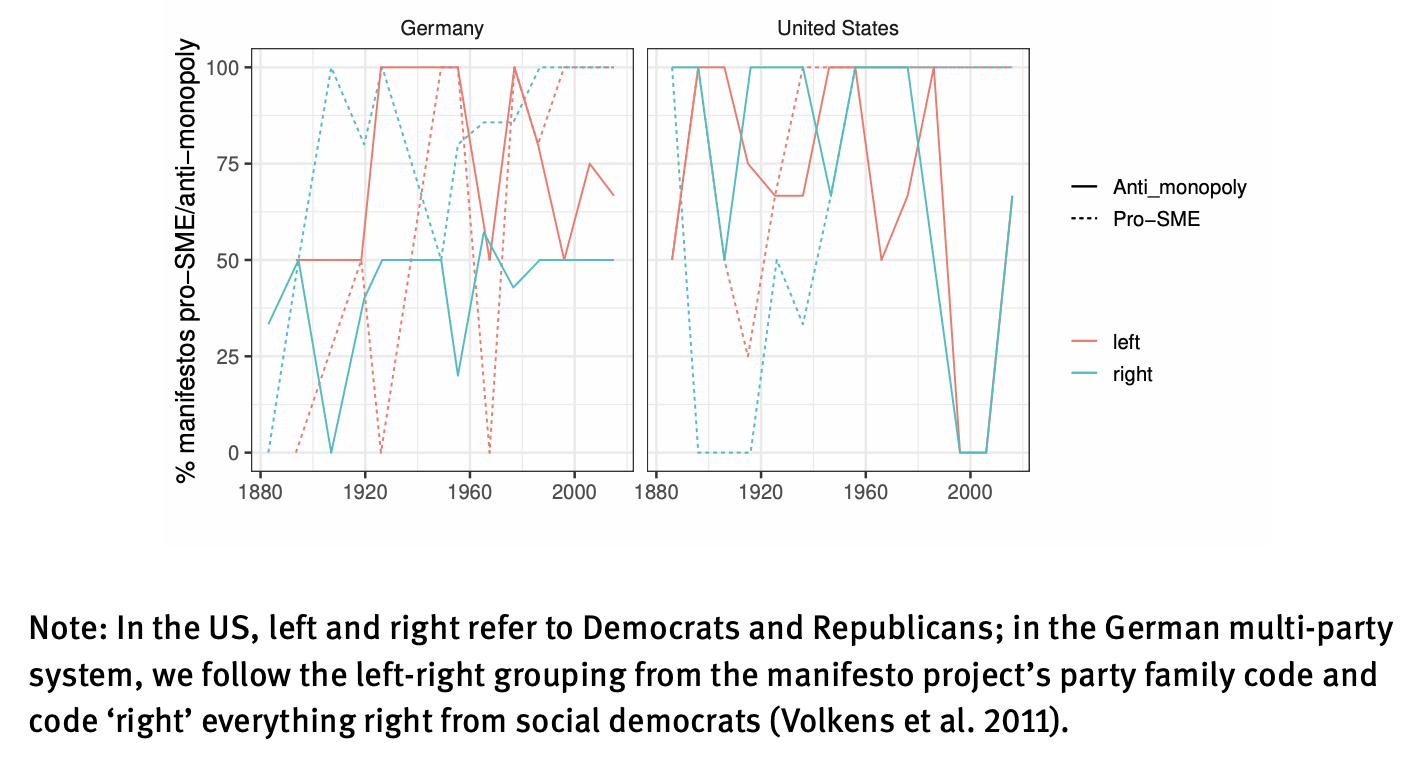 Germany
United States
% manifestos pro−SME/anti−monopoly
100
75
50
25
0
1880
1920
1960
2000
1880
1920
1960
2000
Anti_monopoly
Pro−SME
left
right
Note: In the US, left and right refer to Democrats and Republicans; in the German multi-party
system, we follow the left-right grouping from the manifesto project’s party family code and
code ‘right’ everything right from social democrats (Volkens et al. 2011).